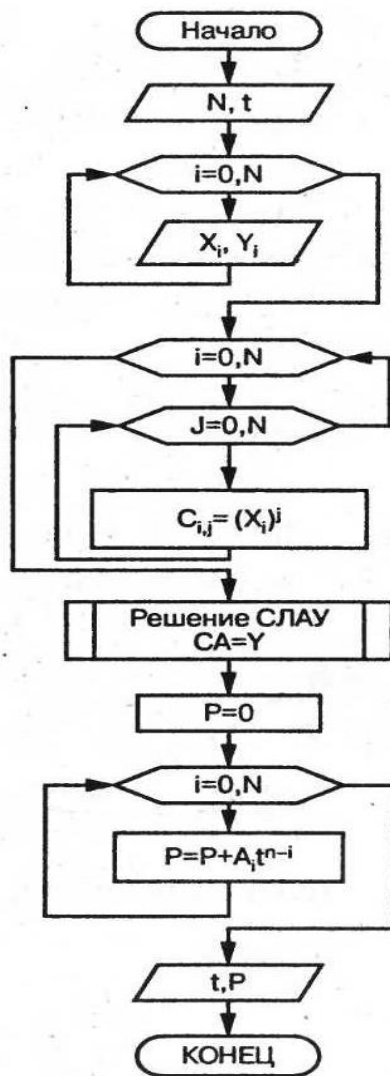 Начало
N, t
i=0,N
Xi, Yi
i=0,N
J=0,N
Ci,j= (Xi)j
Решение СЛАУ
CA=Y
P=0
i=0,N
P=P+Aitn–i
t,P
КОНЕЦ